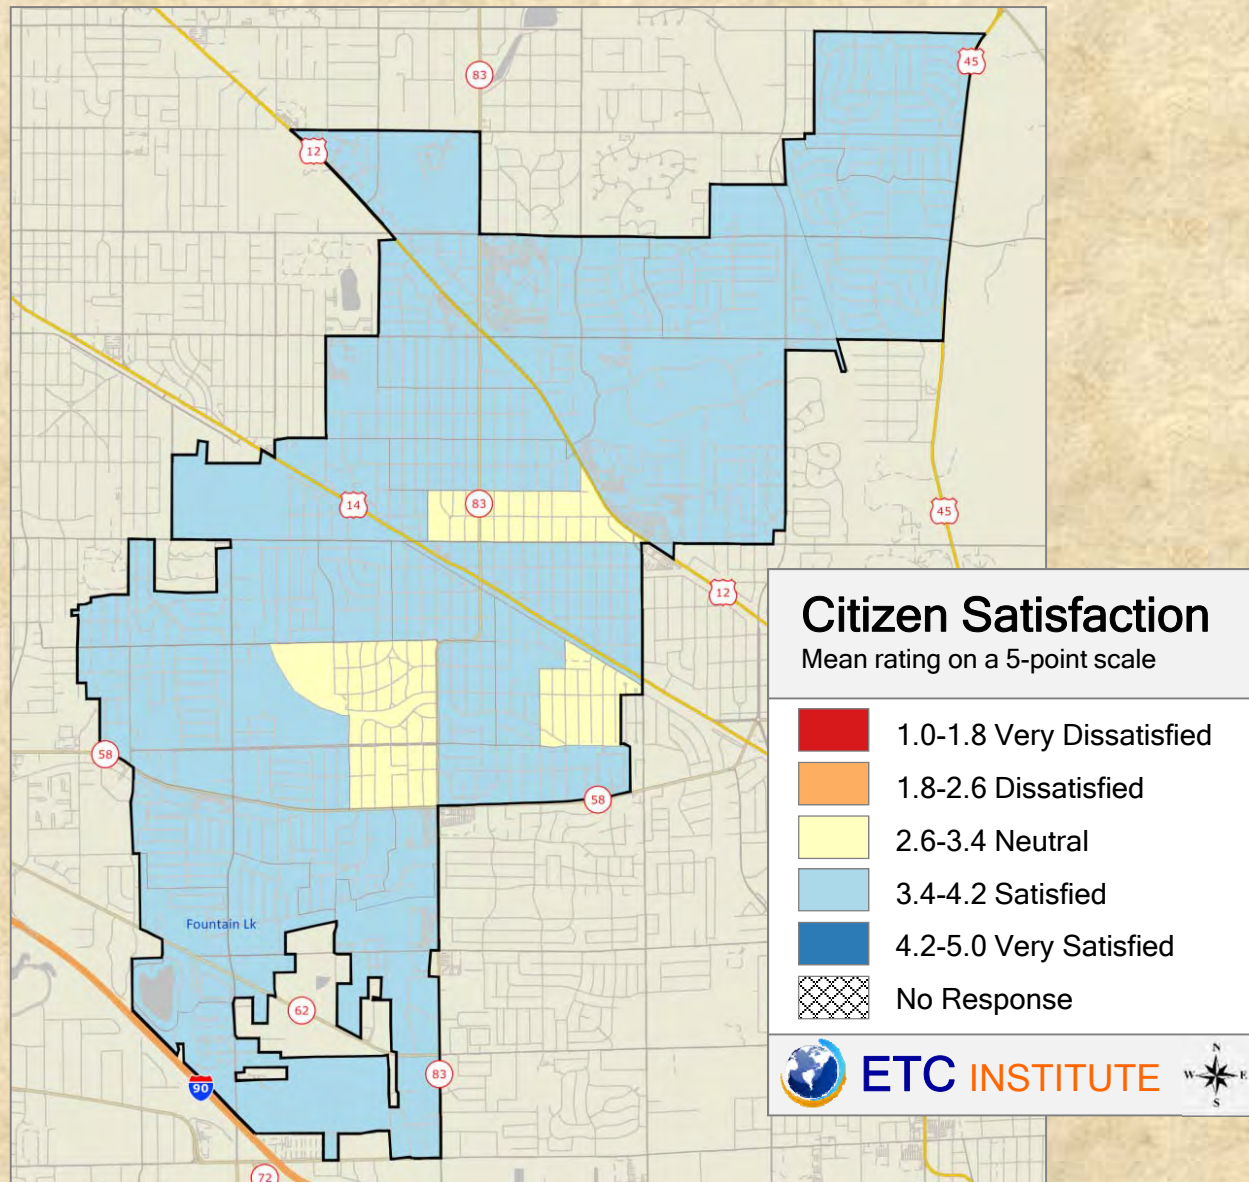 83
45
12
14
83
45
12
Citizen Satisfaction
Mean rating on a 5-point scale
1.0-1.8 Very Dissatisfied
1.8-2.6 Dissatisfied
2.6-3.4 Neutral
3.4-4.2 Satisfied
4.2-5.0 Very Satisfied
No Response
58
58
Fountain Lk
62
83
90
72
ETC INSTITUTE
N
W E
S